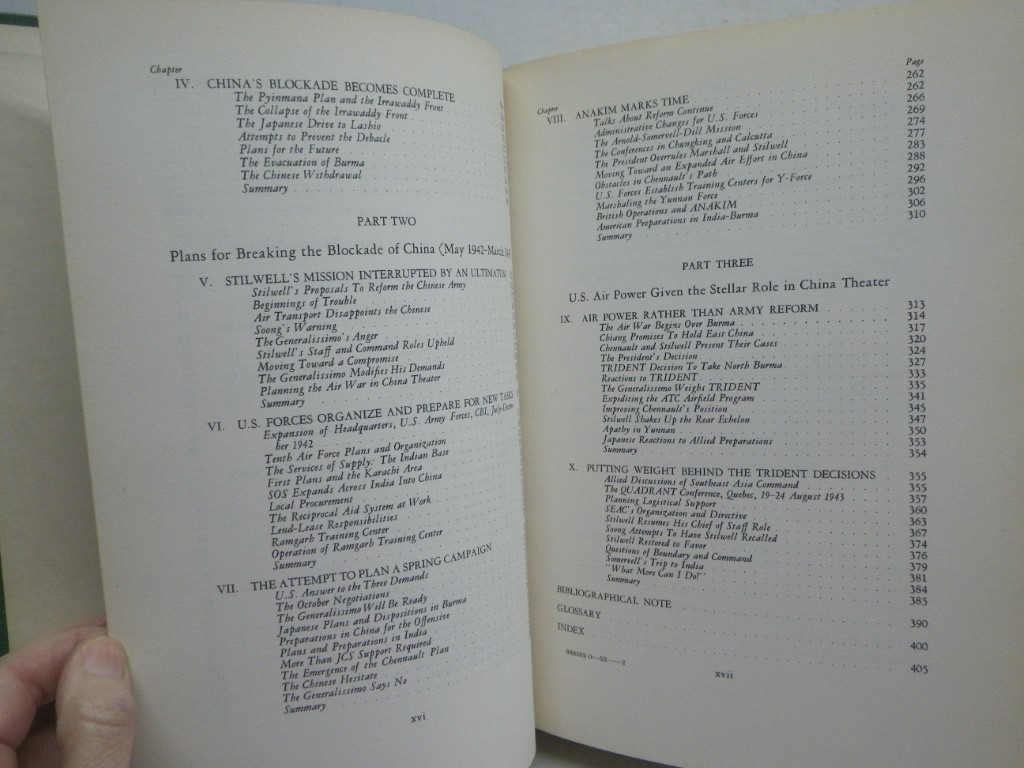 Chapter
IV. CHINA'S BLOCKADE BECOMES COMPLETE
The Pyinmana Plan and the Irrawaddy Front
The Collapse of the Irrawaddy Front
The Japanese Drive to Lashio
Attempts to Prevent the Debacle
Plans for the Future
The Evacuation of Burma
The Chinese Withdrawal
Summary
PART TWO
Plans for Breaking the Blockade of China (May 1942–March
V. STILWELL'S MISSION INTERRUPTED BY AN ULTIMATUM
Stilwell's Proposals To Reform the Chinese Army
Beginnings of Trouble
Air Transport Disappoints the Chinese
Soong's Warning
The Generalissimo's Anger
Stilwell's Staff and Command Roles Upheld
Moving Toward a Compromise
The Generalissimo Modifies His Demands
Planning the Air War in China Theater
Summary
VI. U.S. FORCES ORGANIZE AND PREPARE FOR NEW TASKS
Expansion of Headquarters, U.S. Army Forces, CBI, July-Decem
ber 1942
Tenth Air Force Plans and Organization
The Services of Supply: The Indian Base
First Plans and the Karachi Area
SOS Expands Across India Into China
Local Procurement
The Reciprocal Aid System at Work
Lend-Lease Responsibilities
Ramgarh Training Center
Operation of Ramgarh Training Center
Summary
VII. THE ATTEMPT TO PLAN A SPRING CAMPAIGN
U.S. Answer to the Three Demands
The October Negotiations
The Generalissimo Will Be Ready
Japanese Plans and Dispositions in Burma
Preparations in China for the Offensive
Plans and Preparations in India
More Than JCS Support Required
The Emergence of the Chennault Plan
The Chinese Hesitate
The Generalissimo Says No
Summary
xvi
Chapter Page
VIII. ANAKIM MARKS TIME 262
Talks About Reform Continue 262
Administrative Changes for U.S. Forces 266
The Arnold-Somervell-Dill Mission 269
The Conferences in Chungking and Calcutta 274
The President Overrules Marshall and Stilwell 277
Moving Toward an Expanded Air Effort in China 283
Obstacles in Chennault's Path 288
U.S. Forces Establish Training Centers for Y-Force 292
Marshaling the Yunnan Force 296
British Operations and ANAKIM 302
American Preparations in India-Burma 306
Summary 310
PART THREE
U.S. Air Power Given the Stellar Role in China Theater
IX. AIR POWER RATHER THAN ARMY REFORM 313
The Air War Begins Over Burma 314
Chiang Promises To Hold East China 317
Chennault and Stilwell Present Their Cases 320
The President's Decision 324
TRIDENT Decision To Take North Burma 327
Reactions to TRIDENT 333
The Generalissimo Weighs TRIDENT 335
Expediting the ATC Airfield Program 341
Improving Chennault's Position 345
Stilwell Shakes Up the Rear Echelon 347
Apathy in Yunnan 350
Japanese Reactions to Allied Preparations 353
Summary 354
X. PUTTING WEIGHT BEHIND THE TRIDENT DECISIONS 355
Allied Discussions of Southeast Asia Command 355
The QUADRANT Conference, Quebec, 19–24 August 1943 357
Planning Logistical Support 360
SEAC's Organization and Directive 363
Stilwell Resumes His Chief of Staff Role 367
Soong Attempts To Have Stilwell Recalled 374
Stilwell Restored to Favor 376
Questions of Boundary and Command 379
Somervell's Trip to India 381
"What More Can I Do?" 384
Summary 385
BIBLIOGRAPHICAL NOTE 390
GLOSSARY 400
INDEX 405
xvii